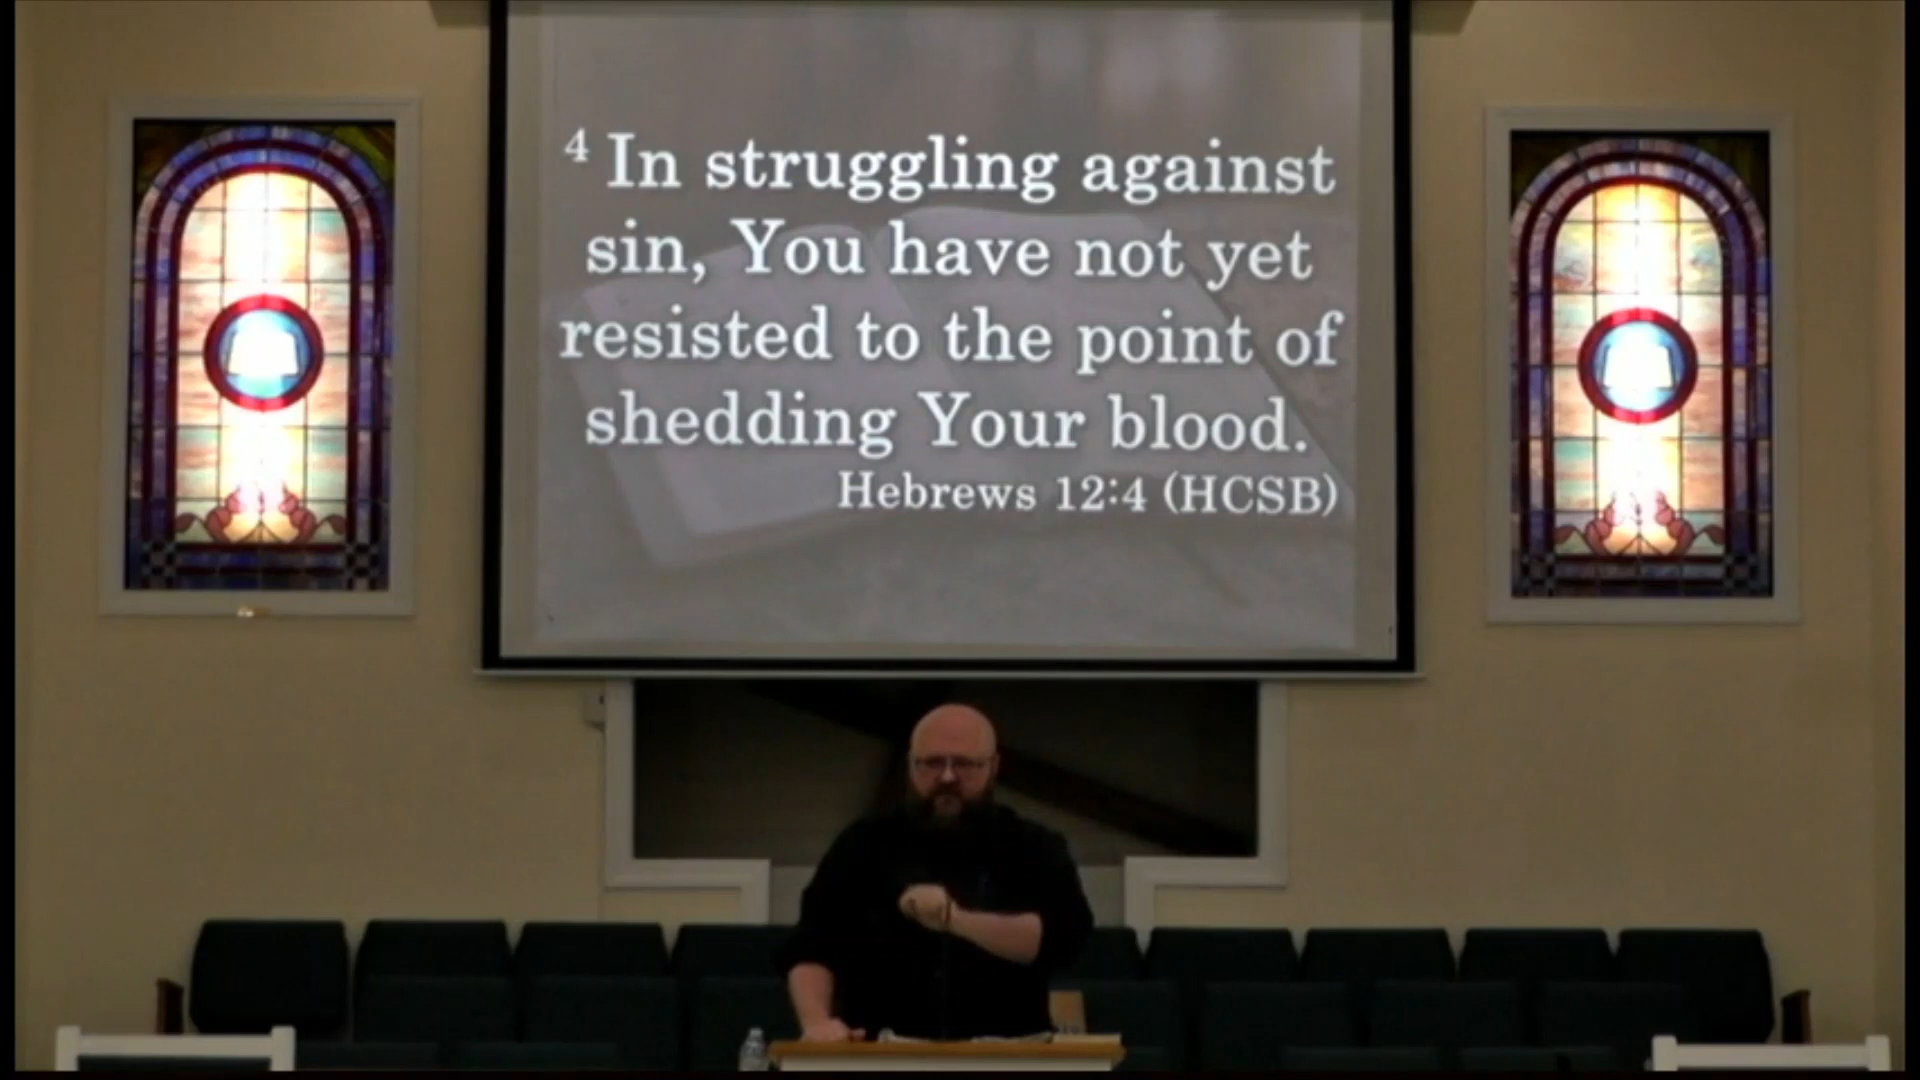 4 In struggling against
sin, You have not yet
resisted to the point of
shedding Your blood.
Hebrews 12:4 (HCSB)